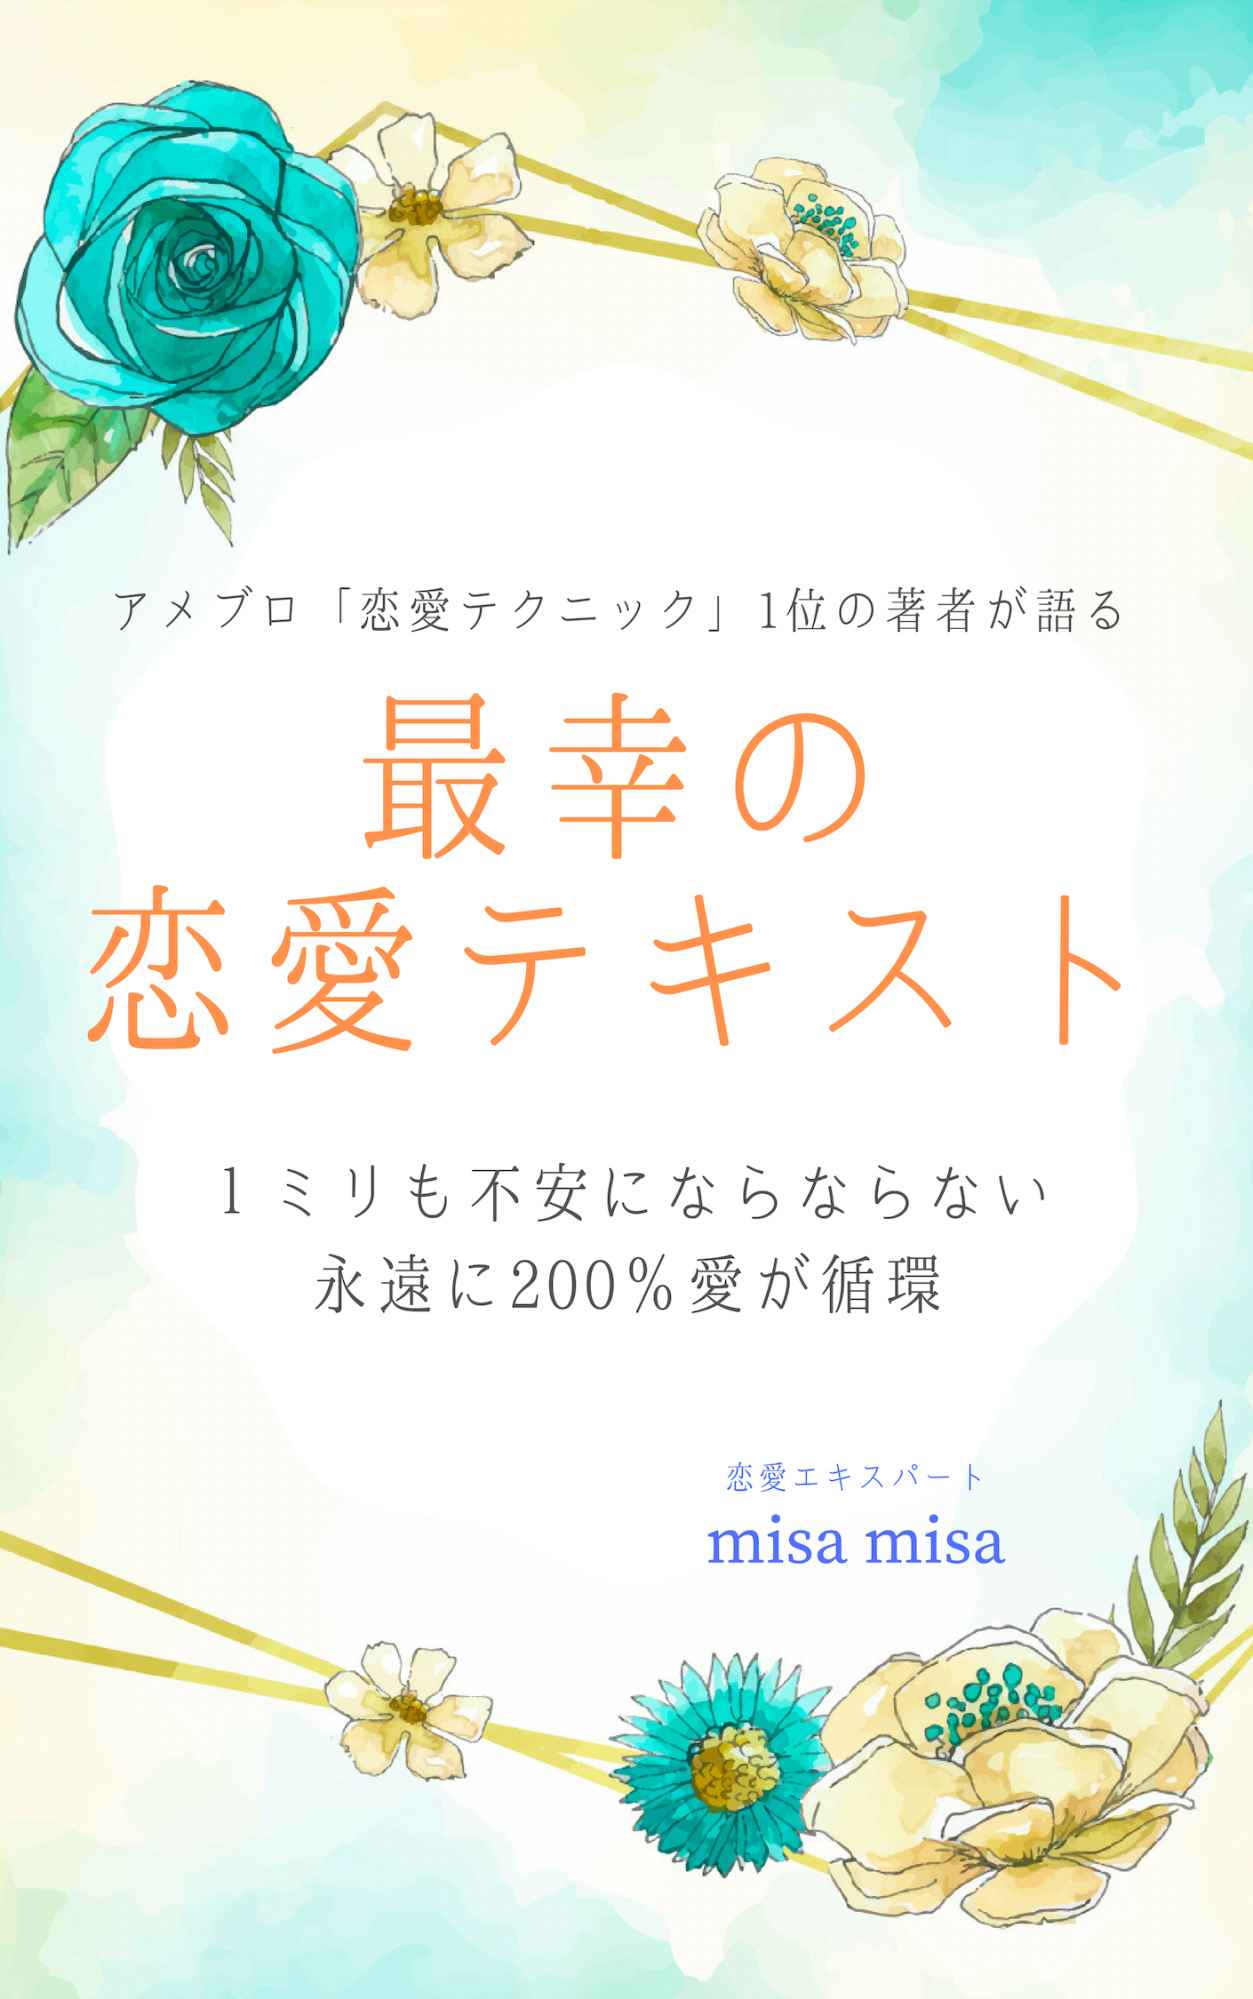 アメブロ「恋愛テクニック」1位の著者が語る
最幸の
恋愛テキスト
1ミリも不安にならならない
永遠に200％愛が循環
恋愛エキスパート
misa misa